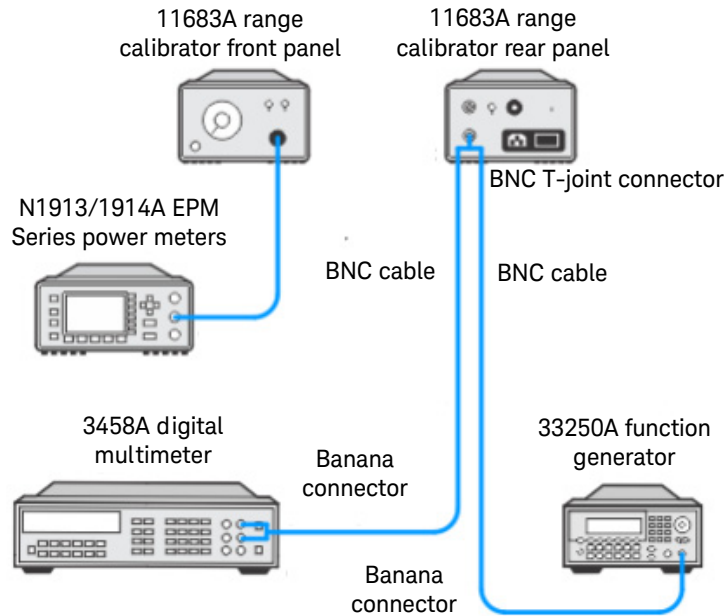 11683A range
calibrator front panel
11683A range
calibrator rear panel
BNC T-joint connector
N1913/1914A EPM
Series power meters
BNC cable
BNC cable
3458A digital
multimeter
Banana
connector
33250A function
generator
Banana
connector